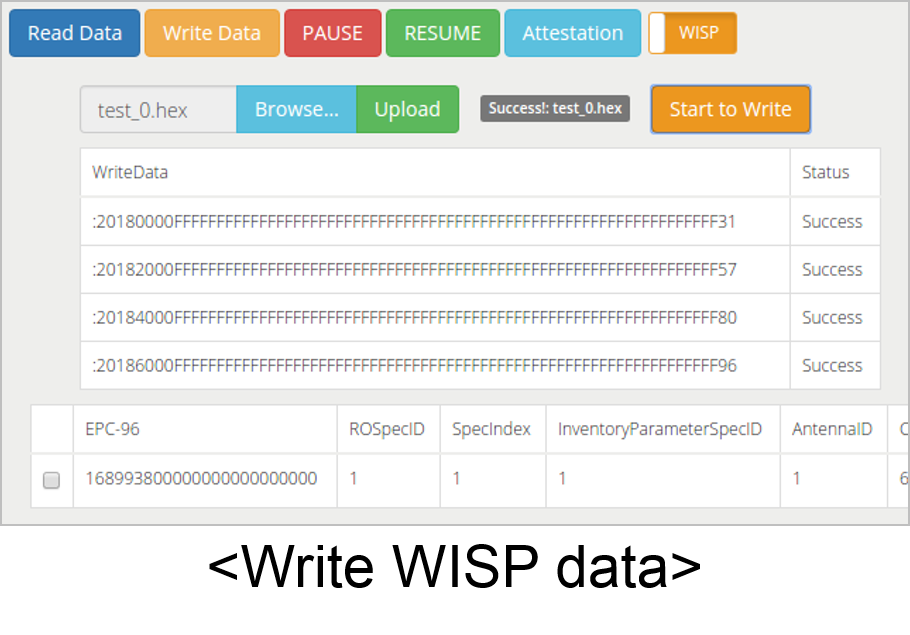 Read Data Write Data PAUSE RESUME Attestation WISP
test_0.hex Browse... Upload Success!: test_0.hex Start to Write
WriteData Status
:20180000FFFFFFFFFFFFFFFFFFFFFFFFFFFFFFFFFFFFFFFFFFFFFFFFFFFFFFFFFFFFFFFF31 Success
:20182000FFFFFFFFFFFFFFFFFFFFFFFFFFFFFFFFFFFFFFFFFFFFFFFFFFFFFFFFFFFFFFFF57 Success
:20184000FFFFFFFFFFFFFFFFFFFFFFFFFFFFFFFFFFFFFFFFFFFFFFFFFFFFFFFFFFFFFFFF80 Success
:20186000FFFFFFFFFFFFFFFFFFFFFFFFFFFFFFFFFFFFFFFFFFFFFFFFFFFFFFFFFFFFFFFF96 Success
EPC-96 ROSpecID SpecIndex InventoryParameterSpecID AntennaID
168993800000000000000000 1 1 1 1 6
<Write WISP data>